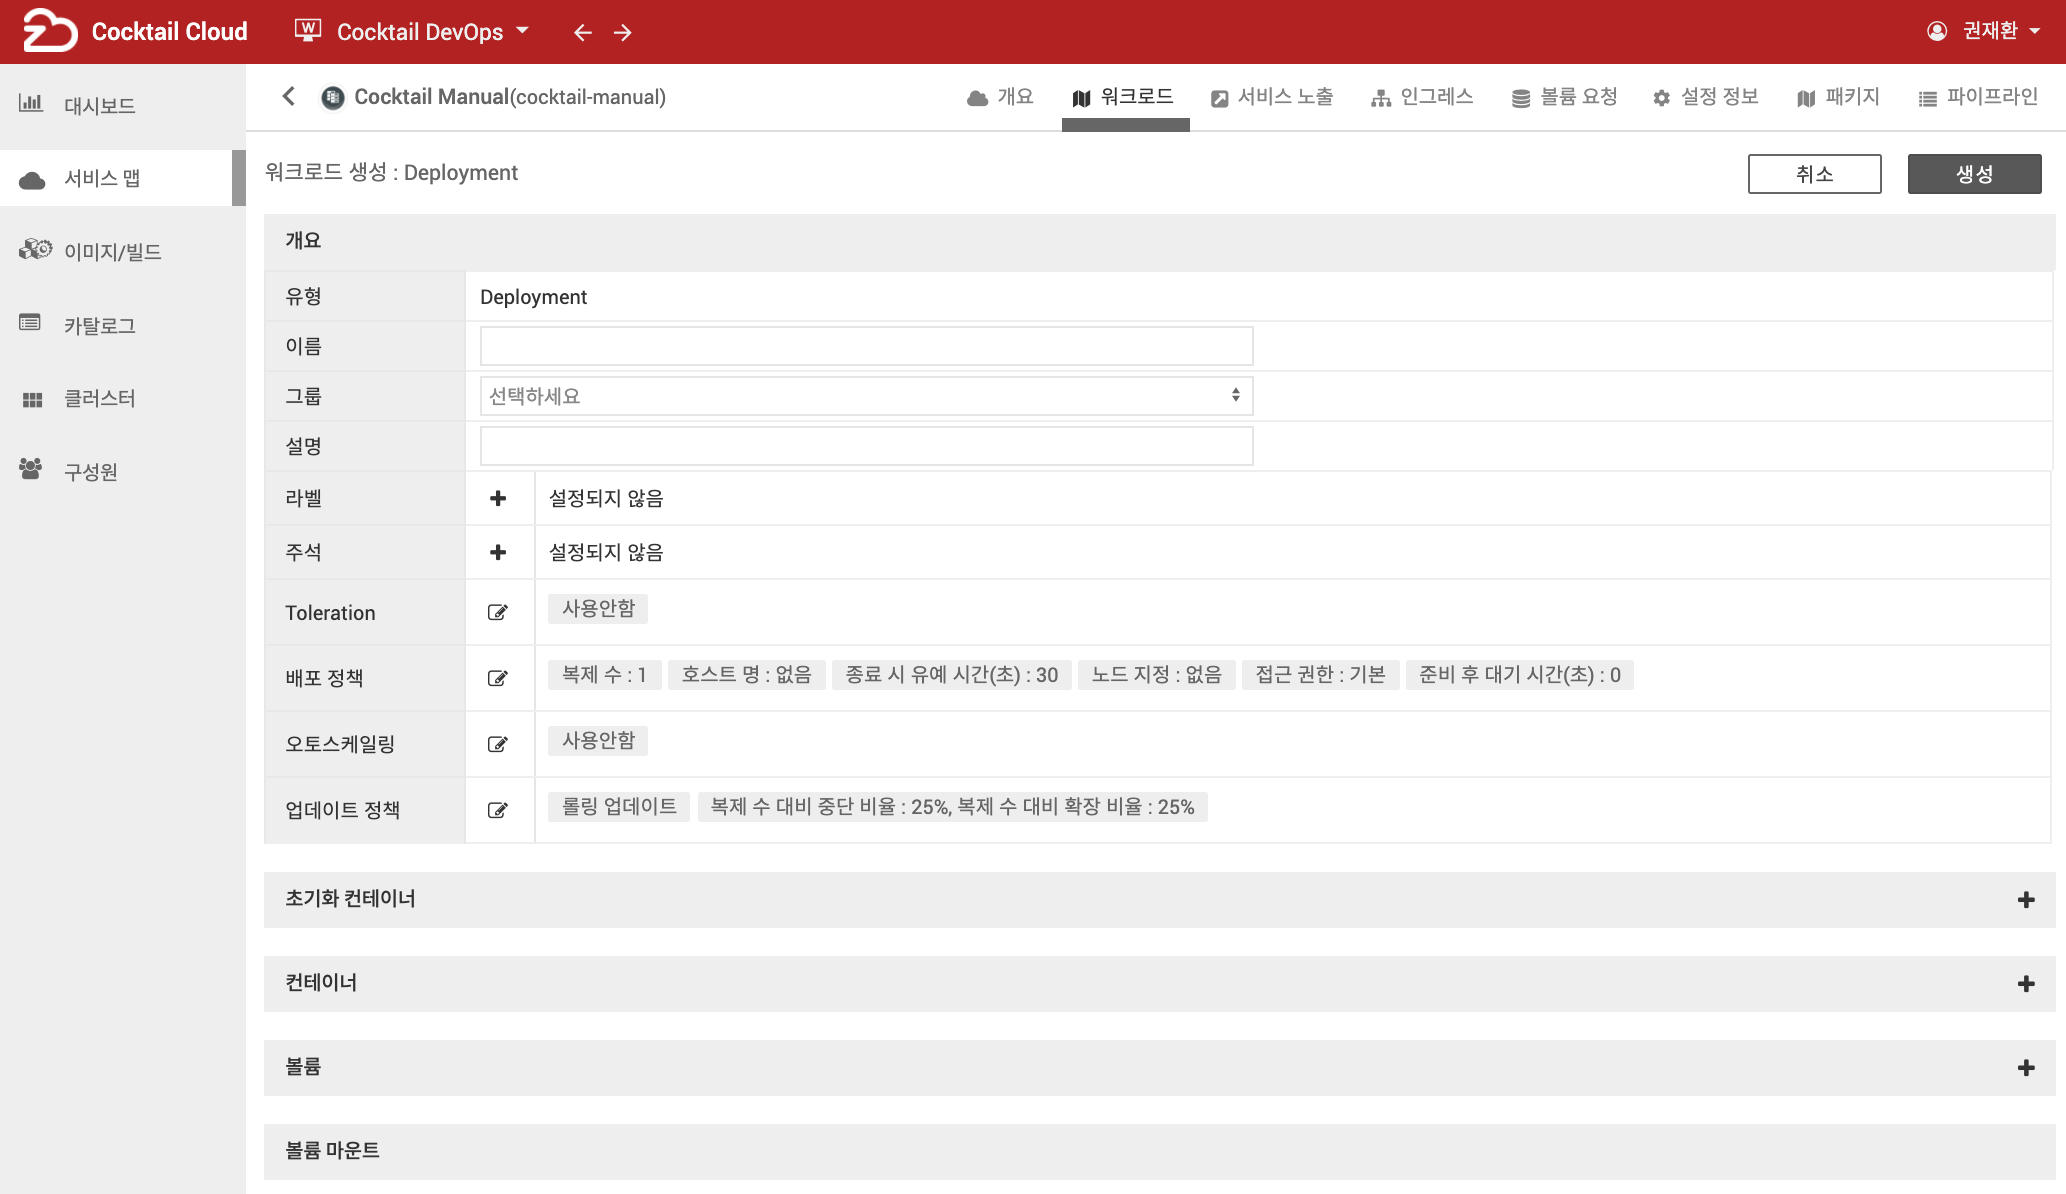 Cocktail Cloud W Cocktail DevOps 권재환
대시보드
서비스 맵
이미지/빌드
카탈로그
클러스터
구성원
Cocktail Manual(cocktail-manual) 개요 워크로드 서비스 노출 인그레스 볼륨 요청 설정 정보 패키지 파이프라인
워크로드 생성 : Deployment 취소 생성
개요
유형 Deployment
이름
그룹 선택하세요
설명
라벨 설정되지 않음
주석 설정되지 않음
Toleration 사용안함
배포 정책 복제 수 : 1 호스트 명 : 없음 종료 시 유예 시간(초) : 30 노드 지정 : 없음 접근 권한 : 기본 준비 후 대기 시간(초) : 0
오토스케일링 사용안함
업데이트 정책 롤링 업데이트 복제 수 대비 중단 비율 : 25%, 복제 수 대비 확장 비율 : 25%
초기화 컨테이너
컨테이너
볼륨
볼륨 마운트